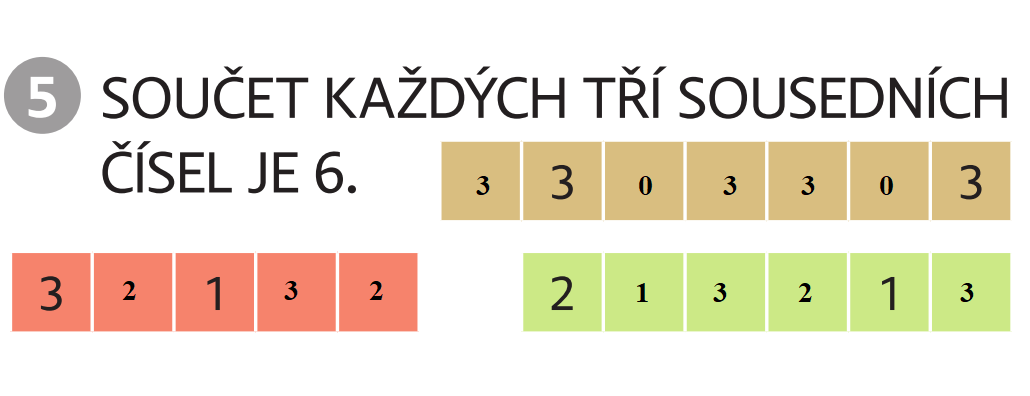 5 SOUČET KAŽDÝCH TŘÍ SOUSEDNÍCH
ČÍSEL JE 6.
3 3 0 3 3 0 3
3 2 1 3 2
2 1 3 2 1 3